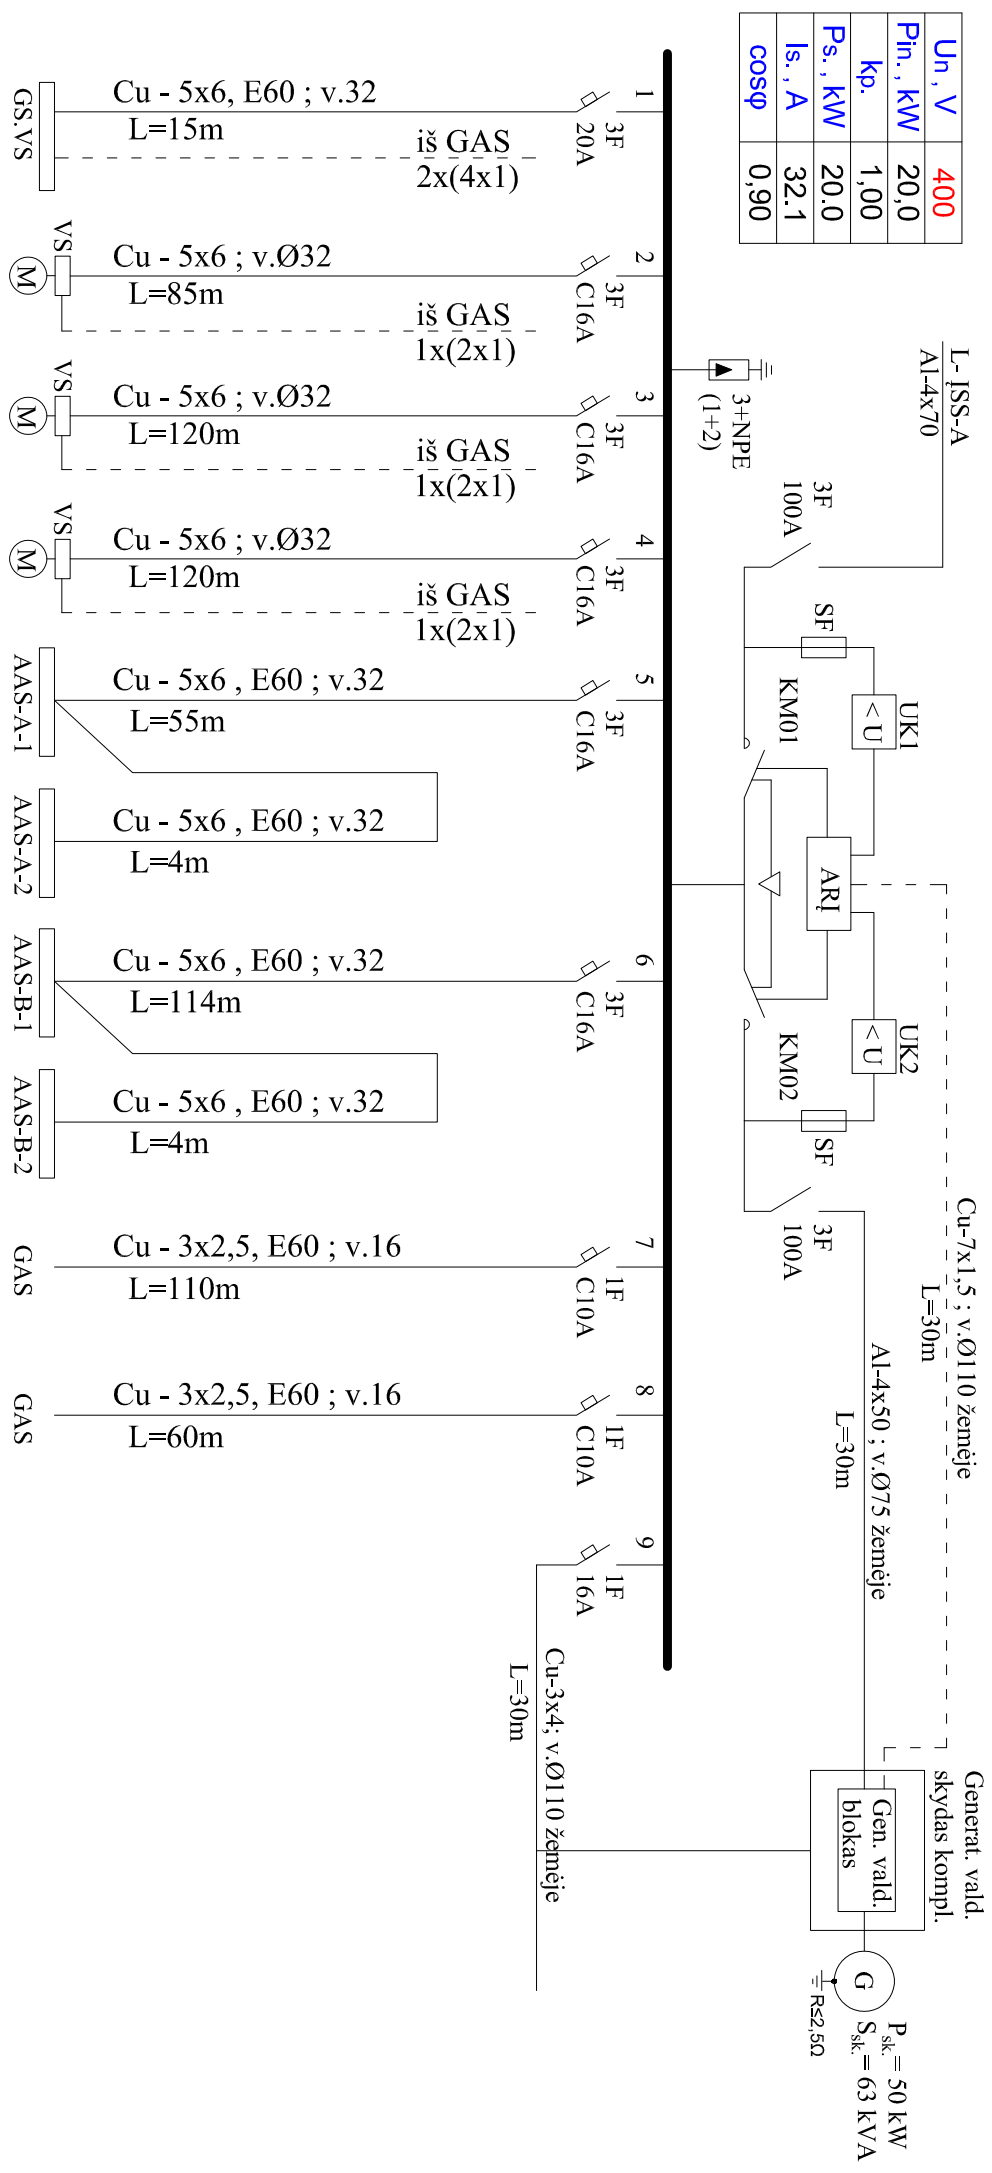 Un , V 400
Pin. , kW 20,0
kp. 1,00
Ps. , kW 20.0
Is. , A 32.1
cosφ 0,90
L- ĮSS-A
Al-4x70
3F
100A
SF
UK1
< U
KM01
ARĮ
KM02
UK2
< U
SF
3F
100A
Cu-7x1,5 ; v.Ø110 žemėje
L=30m
Al-4x50 ; v.Ø75 žemėje
L=30m
Generat. vald.
skydas kompl.
Gen. vald.
blokas
G
R≤2,5Ω
Psk. = 50 kW
Ssk. = 63 kVA
3+NPE
(1+2)
1
3F
20A
Cu - 5x6, E60 ; v.32
L=15m
iš GAS
2x(4x1)
GS.VS
2
3F
C16A
Cu - 5x6 ; v.Ø32
L=85m
iš GAS
1x(2x1)
VS
M
3
3F
C16A
Cu - 5x6 ; v.Ø32
L=120m
iš GAS
1x(2x1)
VS
M
4
3F
C16A
Cu - 5x6 ; v.Ø32
L=120m
iš GAS
1x(2x1)
VS
M
5
3F
C16A
Cu - 5x6 , E60 ; v.32
L=55m
AAS-A-1
Cu - 5x6 , E60 ; v.32
L=4m
AAS-A-2
6
3F
C16A
Cu - 5x6 , E60 ; v.32
L=114m
AAS-B-1
Cu - 5x6 , E60 ; v.32
L=4m
AAS-B-2
7
1F
C10A
Cu - 3x2,5, E60 ; v.16
L=110m
GAS
8
1F
C10A
Cu - 3x2,5, E60 ; v.16
L=60m
GAS
9
1F
16A
Cu-3x4; v.Ø110 žemėje
L=30m